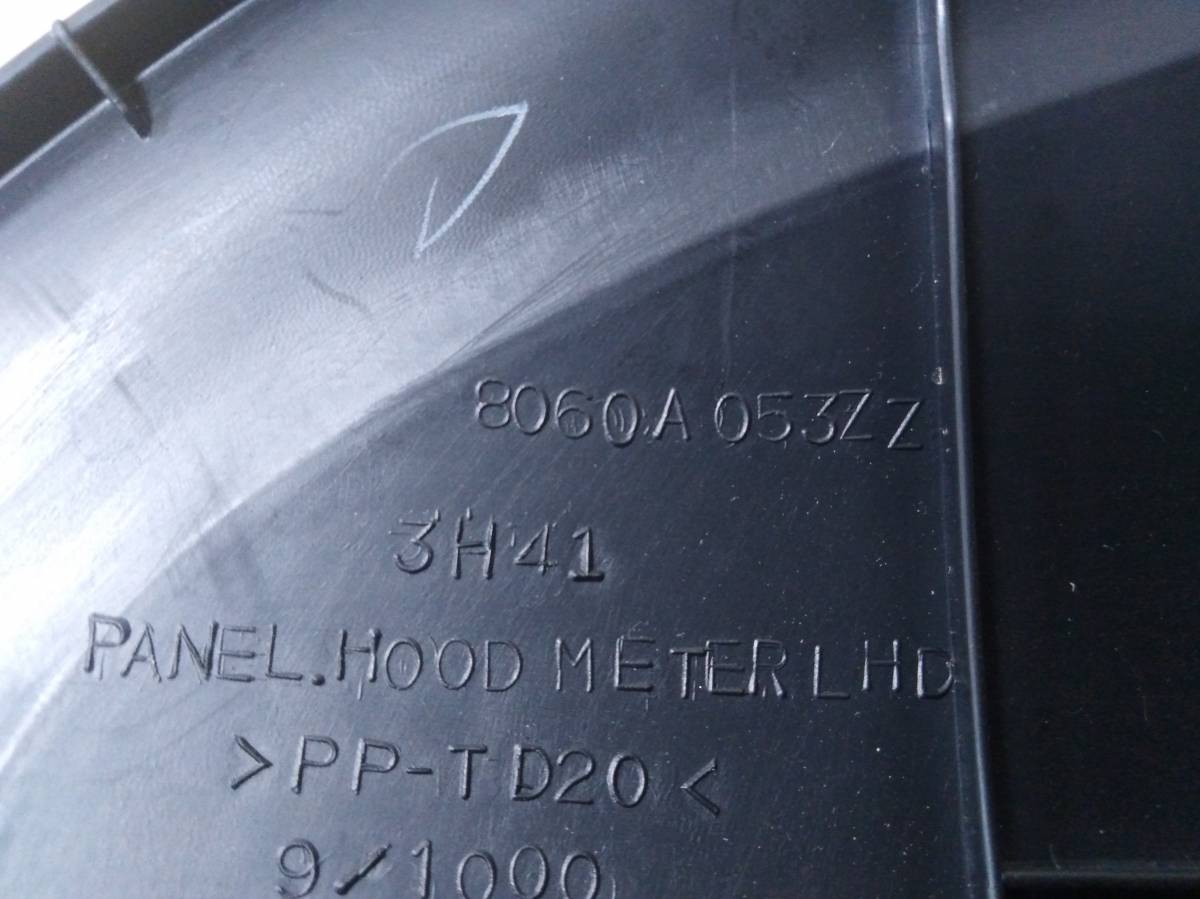 8060A053ZZ
3H41
PANEL.HOOD METER LHD
>PP-TD20<
9/1000